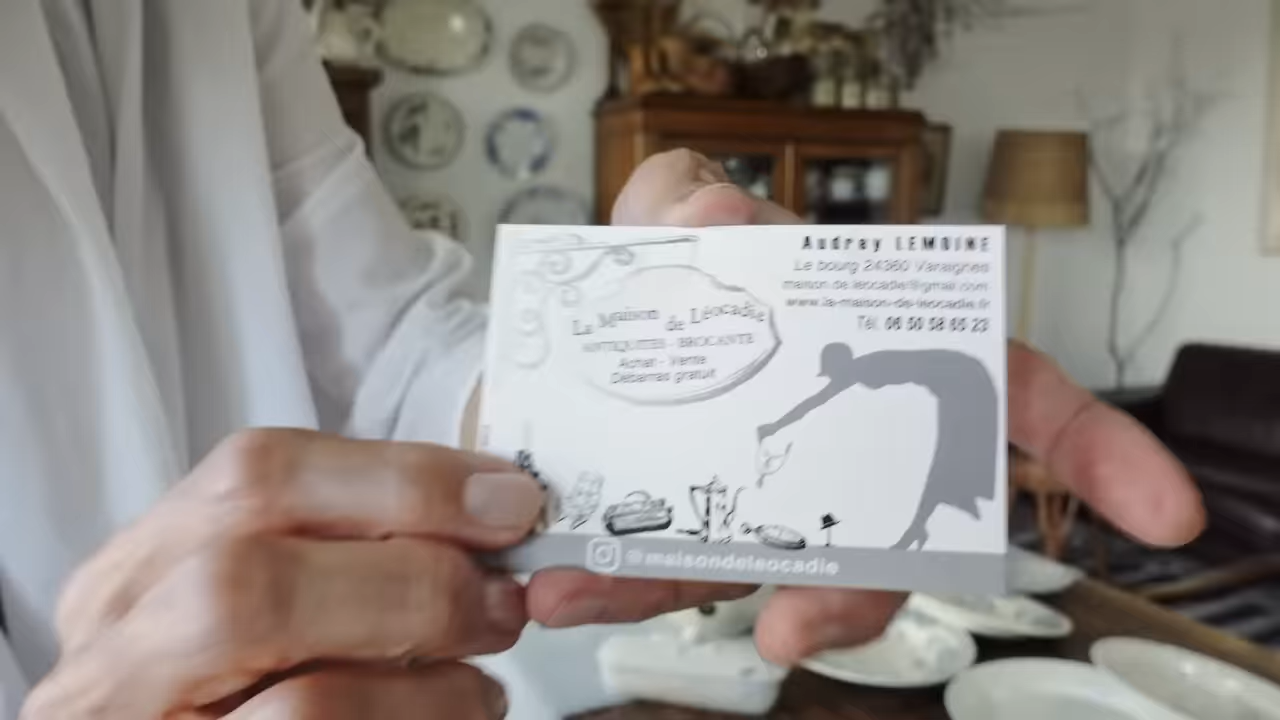 Audrey LEMOINE
Le bourg 24360 Varaignes
maison.de.leocadie@gmail.com
www.la-maison-de-leocadie.fr
Tél. 06 50 58 65 23
La Maison de Léocadie
ANTIQUITÉS - BROCANTE
Achat - Vente
Débarras gratuit
@maisondeleocadie